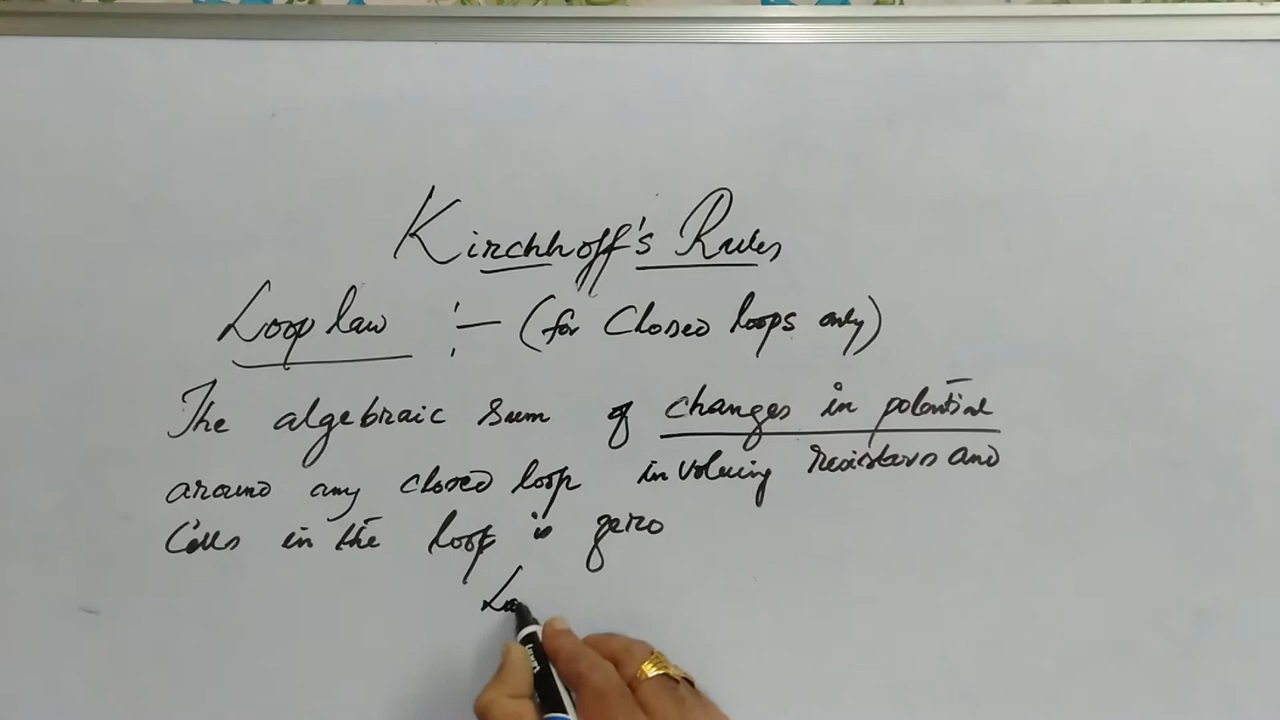 Kirchhoff's Rules
Loop law :- (for Closed loops only)
The algebraic sum of changes in potential
around any closed loop involving resistors and
Cells in the loop is zero
La